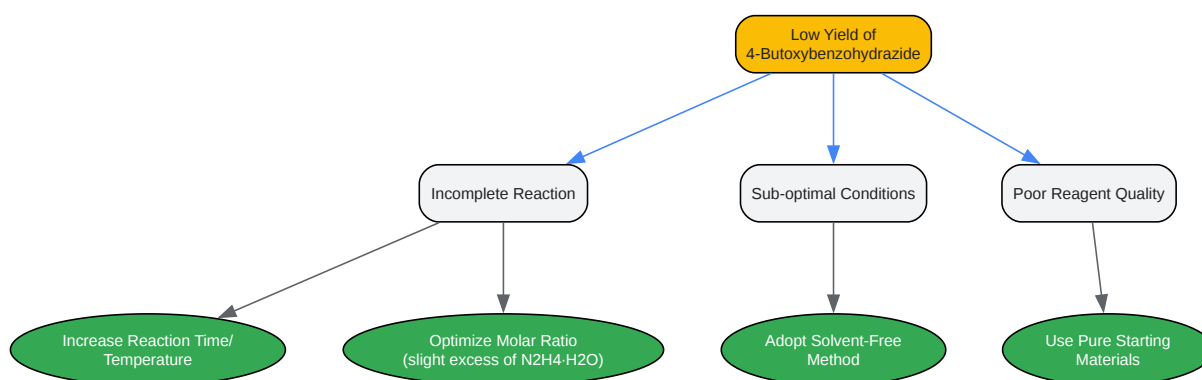 Low Yield of
4-Butoxybenzohydrazide
Incomplete Reaction
Sub-optimal Conditions
Poor Reagent Quality
Increase Reaction Time/
Temperature
Optimize Molar Ratio
(slight excess of N2H4·H2O)
Adopt Solvent-Free
Method
Use Pure Starting
Materials